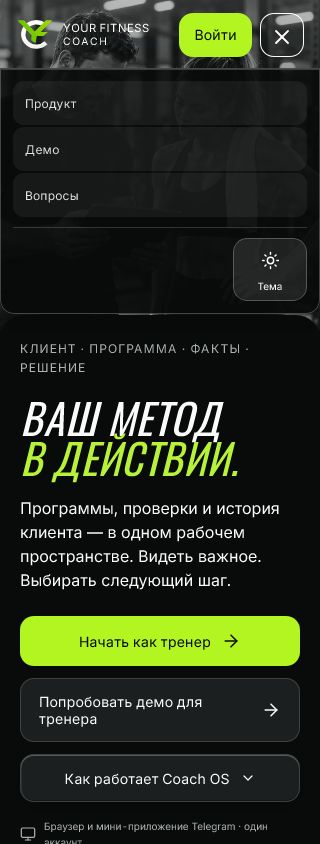 YOUR FITNESS
COACH
Войти
Продукт
Демо
Вопросы
Тема
КЛИЕНТ · ПРОГРАММА · ФАКТЫ ·
РЕШЕНИЕ
ВАШ МЕТОД
В ДЕЙСТВИИ.
Программы, проверки и история
клиента — в одном рабочем
пространстве. Видеть важное.
Выбирать следующий шаг.
Начать как тренер
Попробовать демо для
тренера
Как работает Coach OS
Браузер и мини-приложение Telegram · один
аккаунт